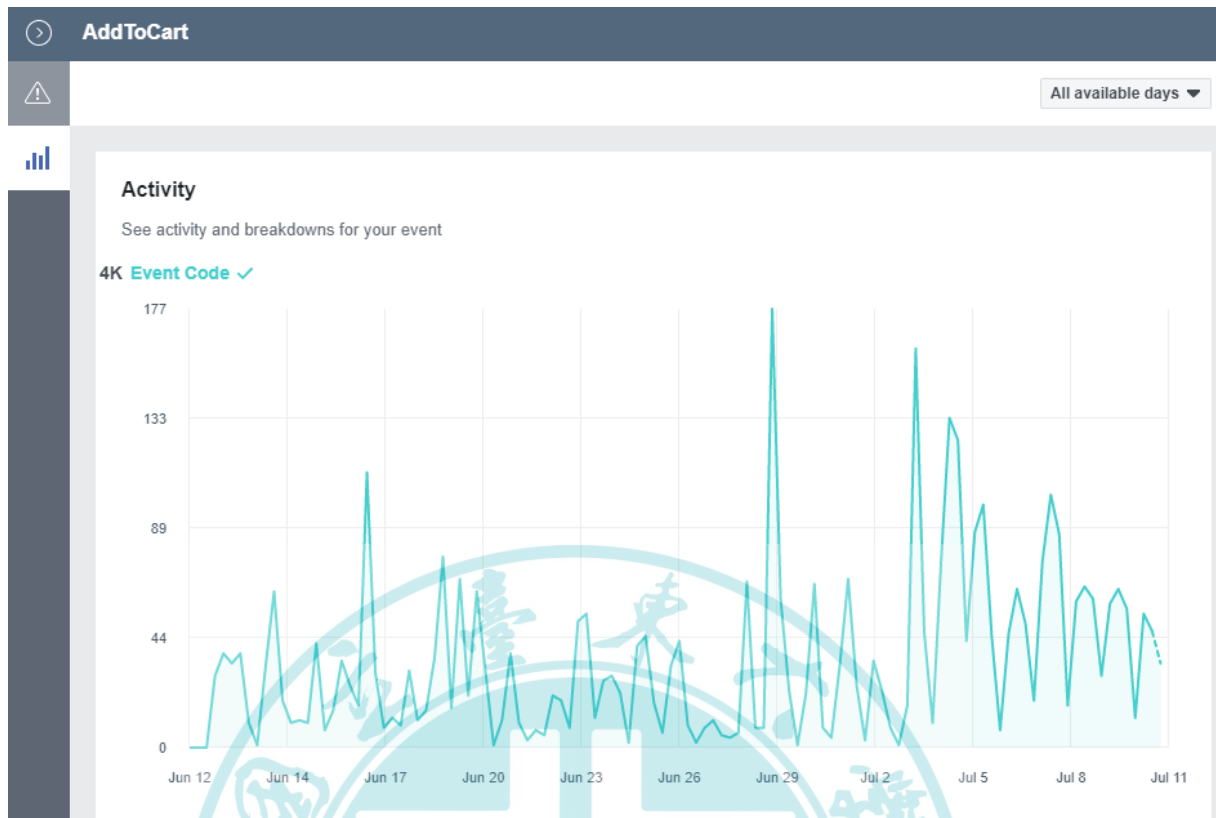 AddToCart
All available days
Activity
See activity and breakdowns for your event
4K Event Code
177
133
89
44
0
Jun 12 Jun 14 Jun 17 Jun 20 Jun 23 Jun 26 Jun 29 Jul 2 Jul 5 Jul 8 Jul 11